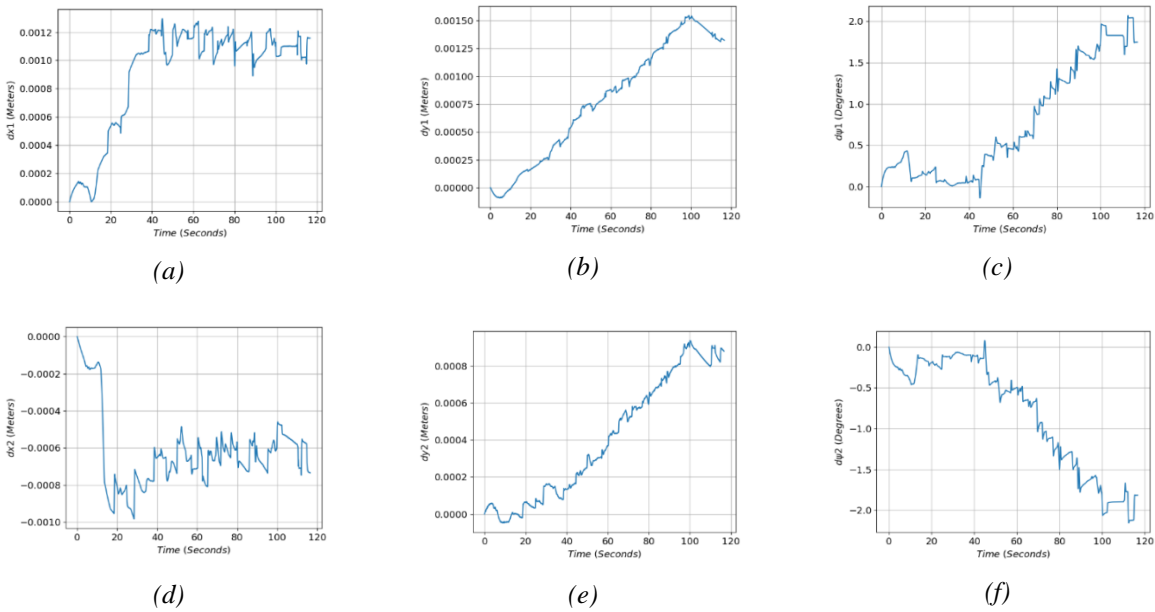 0.0012
0.0010
0.0008
0.0006
0.0004
0.0002
0.0000
dx1 (Meters)
0 20 40 60 80 100 120
Time (Seconds)
(a)
0.00150
0.00125
0.00100
0.00075
0.00050
0.00025
0.00000
dy1 (Meters)
0 20 40 60 80 100 120
Time (Seconds)
(b)
2.0
1.5
1.0
0.5
0.0
dψ1 (Degrees)
0 20 40 60 80 100 120
Time (Seconds)
(c)
0.0000
−0.0002
−0.0004
−0.0006
−0.0008
−0.0010
dx2 (Meters)
0 20 40 60 80 100 120
Time (Seconds)
(d)
0.0008
0.0006
0.0004
0.0002
0.0000
dy2 (Meters)
0 20 40 60 80 100 120
Time (Seconds)
(e)
0.0
−0.5
−1.0
−1.5
−2.0
dψ2 (Degrees)
0 20 40 60 80 100 120
Time (Seconds)
(f)